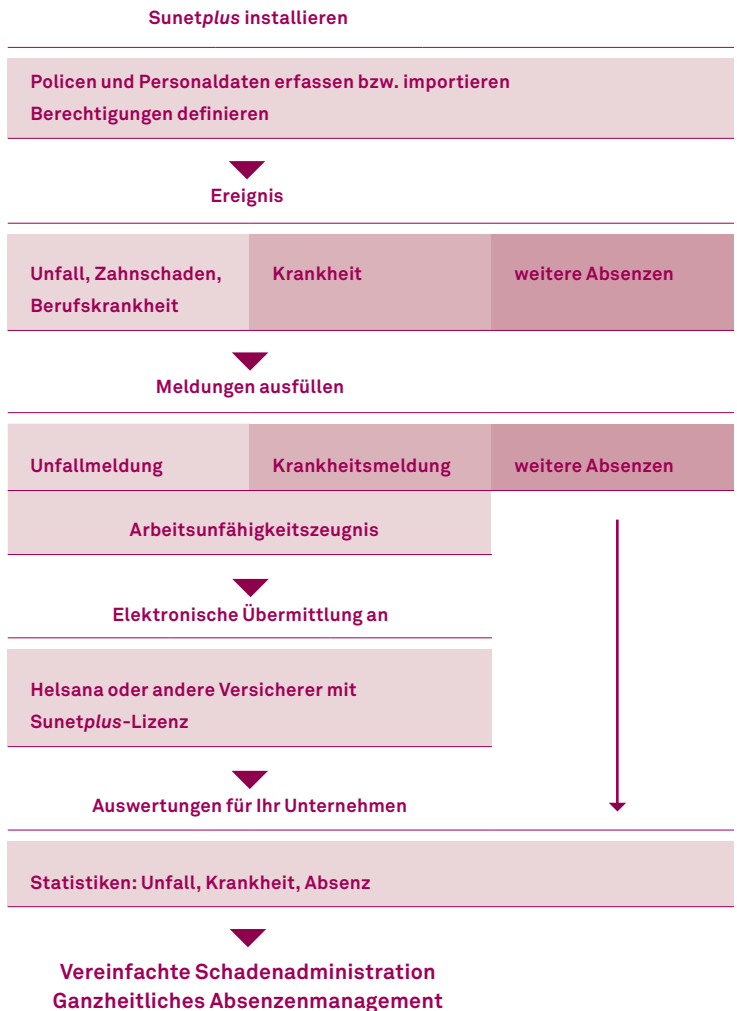 Sunetplus installieren
Policen und Personaldaten erfassen bzw. importieren
Berechtigungen definieren
Ereignis
Unfall, Zahnschaden,
Berufskrankheit
Krankheit
weitere Absenzen
Meldungen ausfüllen
Unfallmeldung
Krankheitsmeldung
weitere Absenzen
Arbeitsunfähigkeitszeugnis
Elektronische Übermittlung an
Helsana oder andere Versicherer mit
Sunetplus-Lizenz
Auswertungen für Ihr Unternehmen
Statistiken: Unfall, Krankheit, Absenz
Vereinfachte Schadenadministration
Ganzheitliches Absenzenmanagement